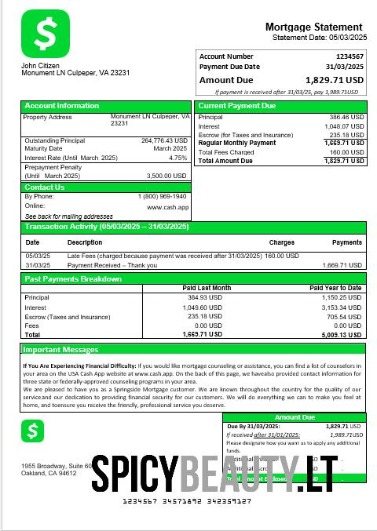 Mortgage Statement
Statement Date: 05/03/2025
Account Number 1234567
Payment Due Date 31/03/2025
Amount Due 1,829.71 USD
If payment is received after 31/03/25, pay 1,989.71USD
John Citizen
Monument LN Culpeper, VA 23231
Account Information
Property Address Monument LN Culpeper, VA 23231
Outstanding Principal 264,776.43 USD
Maturity Date March 2025
Interest Rate (Until March 2025) 4.75%
Prepayment Penalty
(Until March 2025) 3,500.00 USD
Contact Us
By Phone: 1 (800) 969-1940
Online: www.cash.app
See back for mailing addresses
Current Payment Due
Principal 386.46 USD
Interest 1,048.07 USD
Escrow (for Taxes and Insurance) 235.18 USD
Regular Monthly Payment 1,669.71 USD
Total Fees Charged 160.00 USD
Total Amount Due 1,829.71 USD
Transaction Activity (05/03/2025 – 31/03/2025)
Date Description Charges Payments
05/03/25 Late Fees (charged because payment was received after 31/03/2025) 160.00 USD
31/03/25 Payment Received – Thank you 1,669.71 USD
Past Payments Breakdown
Paid Last Month Paid Year to Date
Principal 384.93 USD 1,150.25 USD
Interest 1,049.60 USD 3,153.34 USD
Escrow (Taxes and Insurance) 235.18 USD 705.54 USD
Fees 0.00 USD 0.00 USD
Total 1,669.71 USD 5,009.13 USD
Important Messages
If You Are Experiencing Financial Difficulty: If you would like mortgage counseling or assistance, you can find a list of counselors in
your area on the USA Cash App website at www.cash.app. On the back of this page, we havealso provided contact information for
three state or federally-approved counseling programs in your area.
We are pleased to have you as a Springside Mortgage customer. We are known throughout the country for the quality of our
serviceand our dedication to providing financial security for our customers. We will do everything we can to make you feel at
home, and toensure you receive the friendly, professional service you deserve.
Amount Due
Due By 31/03/2025: 1,829.71 USD
If received after 31/03/25: 1,989.71USD
Please designate how you want us to apply any additional
funds.
1955 Broadway, Suite 60
Oakland, CA 94612
SPICYBEAUTY.LT
1234567 34571892 342359127